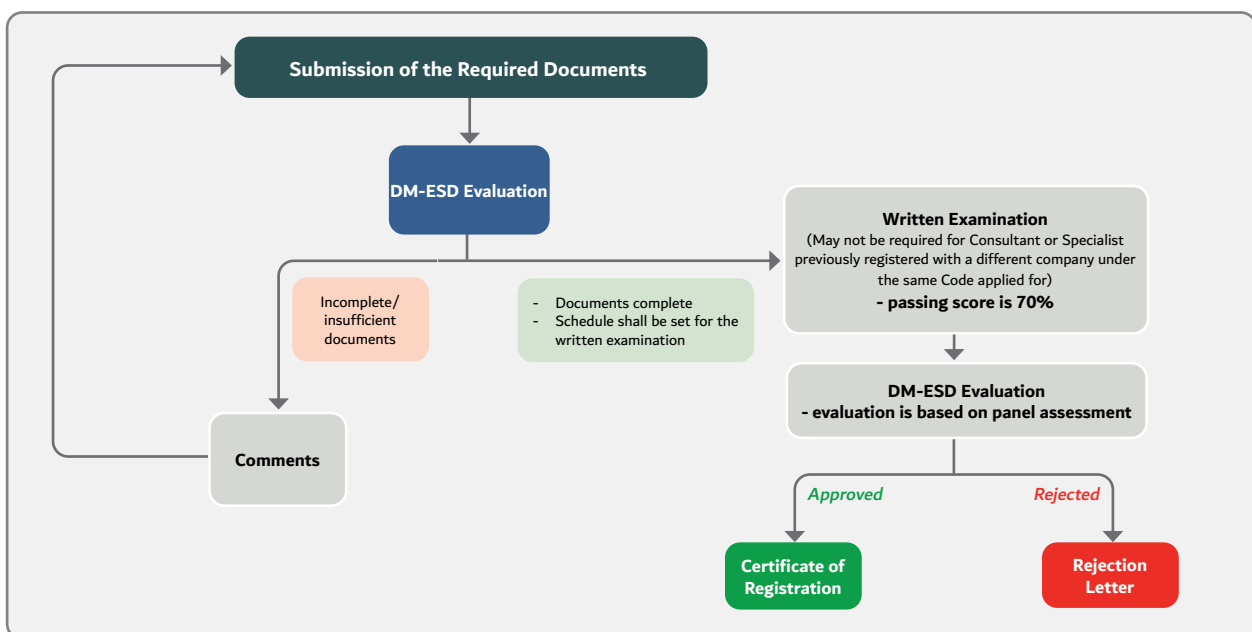 Submission of the Required Documents
DM-ESD Evaluation
Incomplete/
insufficient
documents
- Documents complete
- Schedule shall be set for the
written examination
Comments
Written Examination
(May not be required for Consultant or Specialist
previously registered with a different company under
the same Code applied for)
- passing score is 70%
DM-ESD Evaluation
- evaluation is based on panel assessment
Approved
Rejected
Certificate of
Registration
Rejection
Letter